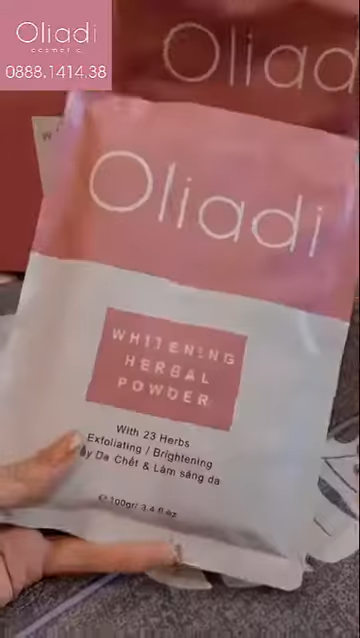 Oliadi
cosmetic
0888.1414.38
Oliad
W
Oliadi
WHITENING
HERBAL
POWDER
With 23 Herbs
Exfoliating / Brightening
Da Chết & Làm sáng da
℮ 100gr/ 3.4 fl.oz